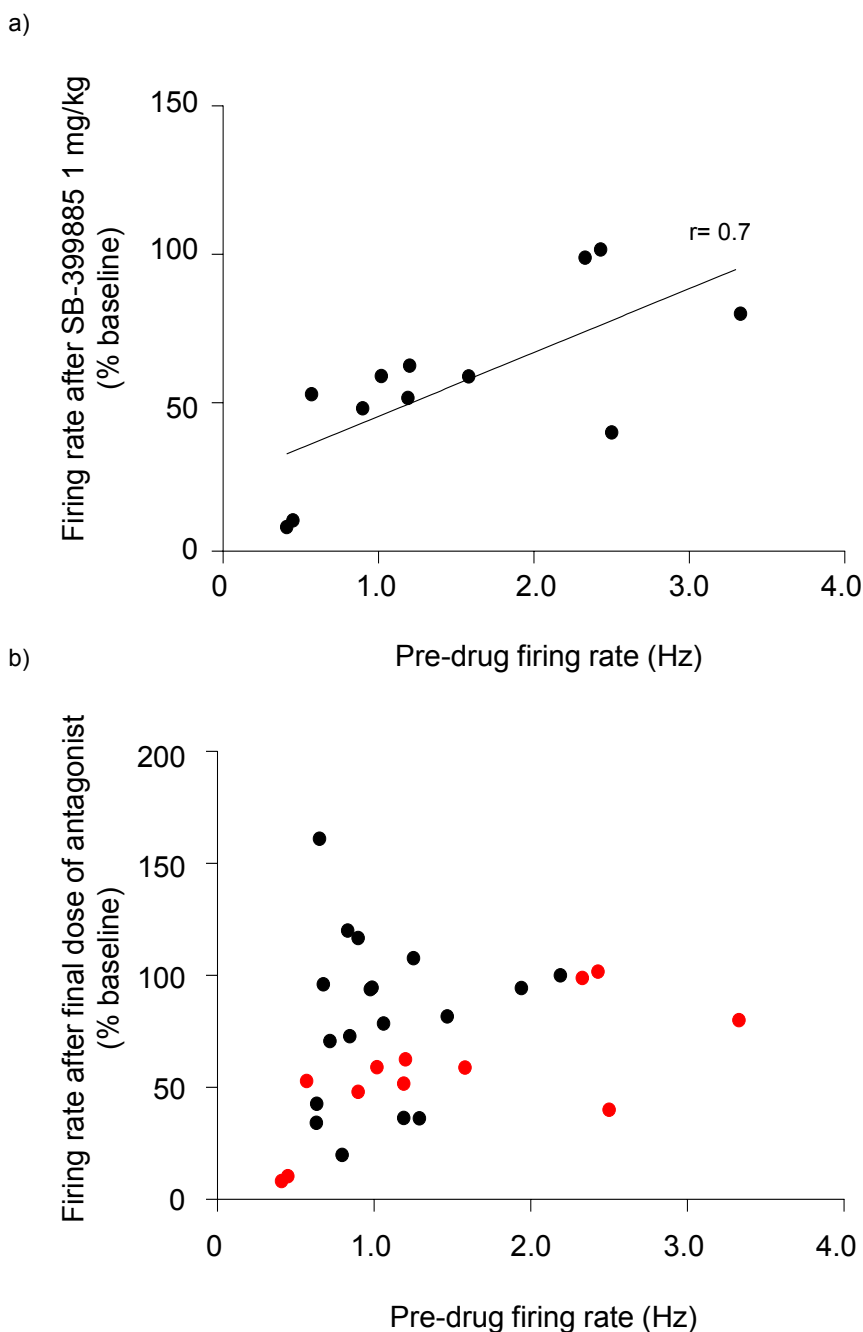 a)
Firing rate after SB-399885 1 mg/kg
(% baseline)
150
100
50
0
r= 0.7
0
1.0
2.0
3.0
4.0
Pre-drug firing rate (Hz)
b)
Firing rate after final dose of antagonist
(% baseline)
200
150
100
50
0
0
1.0
2.0
3.0
4.0
Pre-drug firing rate (Hz)